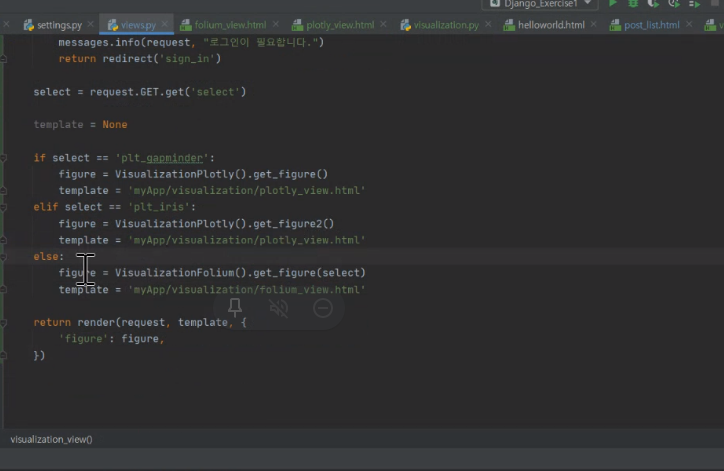 Django_Exercise1
settings.py views.py folium_view.html plotly_view.html visualization.py helloworld.html post_list.html
messages.info(request, "로그인이 필요합니다.")
return redirect('sign_in')
select = request.GET.get('select')
template = None
if select == 'plt_gapminder':
figure = VisualizationPlotly().get_figure()
template = 'myApp/visualization/plotly_view.html'
elif select == 'plt_iris':
figure = VisualizationPlotly().get_figure2()
template = 'myApp/visualization/plotly_view.html'
else:
figure = VisualizationFolium().get_figure(select)
template = 'myApp/visualization/folium_view.html'
return render(request, template, {
'figure': figure,
})
visualization_view()